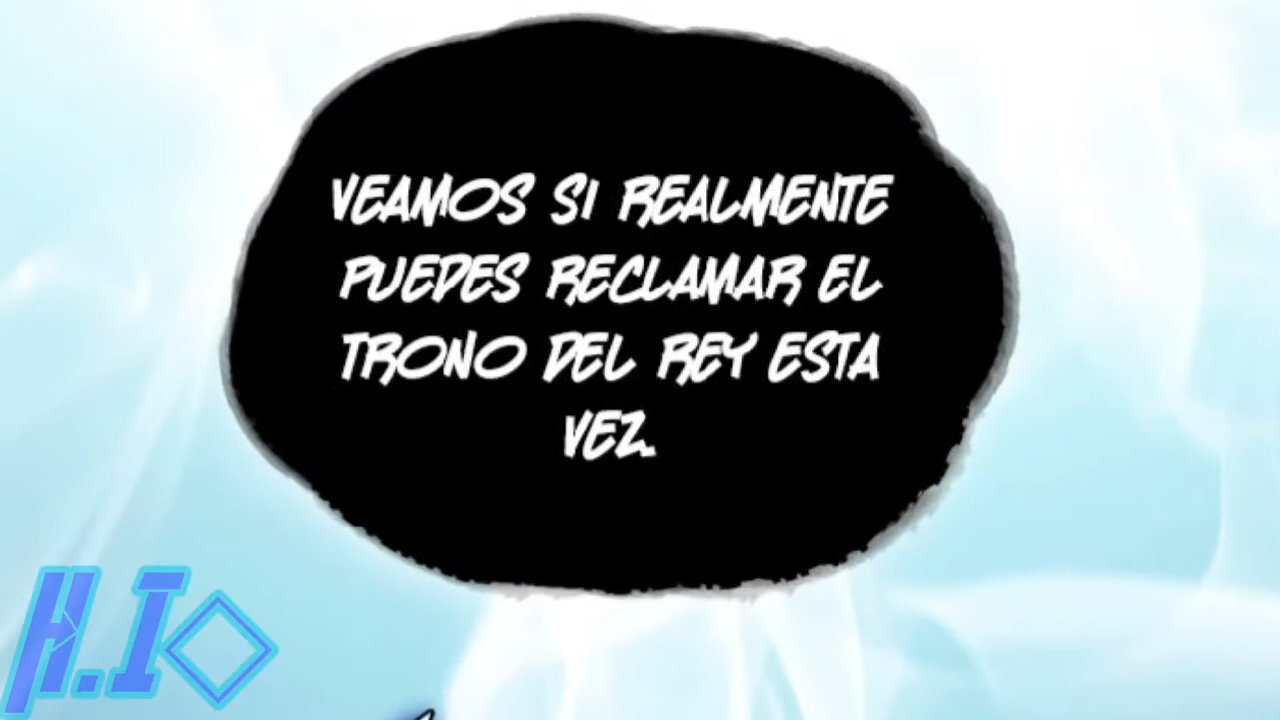 VEAMOS SI REALMENTE
PUEDES RECLAMAR EL
TRONO DEL REY ESTA
VEZ.
H.I